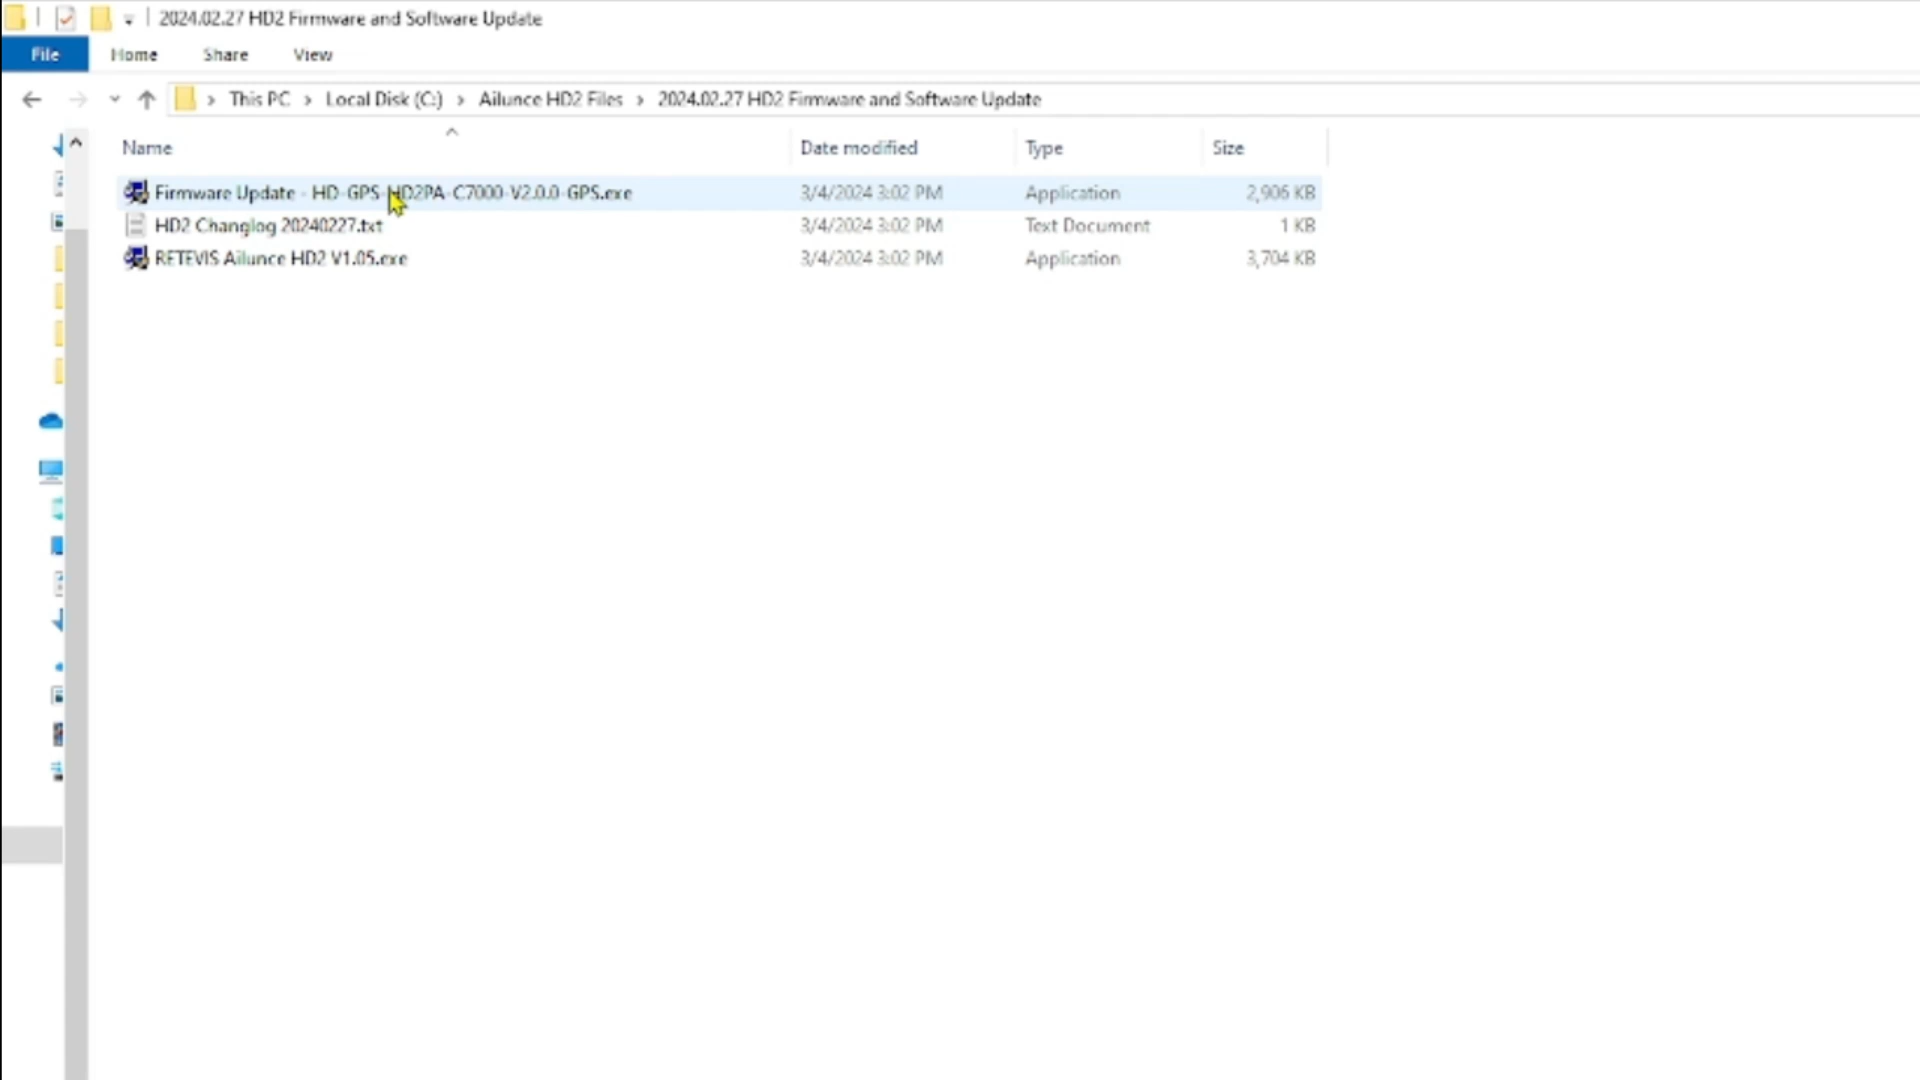 2024.02.27 HD2 Firmware and Software Update
File Home Share View
This PC > Local Disk (C:) > Ailunce HD2 Files > 2024.02.27 HD2 Firmware and Software Update
Name Date modified Type Size
Firmware Update - HD-GPS-HD2PA-C7000-V2.0.0-GPS.exe 3/4/2024 3:02 PM Application 2,906 KB
HD2 Changlog 20240227.txt 3/4/2024 3:02 PM Text Document 1 KB
RETEVIS Ailunce HD2 V1.05.exe 3/4/2024 3:02 PM Application 3,704 KB